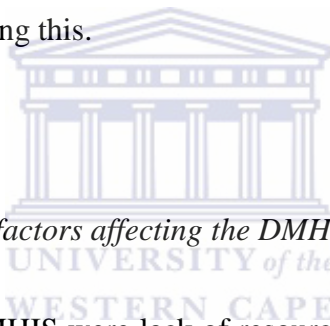 ng this.
factors affecting the DMH
UNIVERSITY of the
WESTERN CAPE
HIS were lack of resour